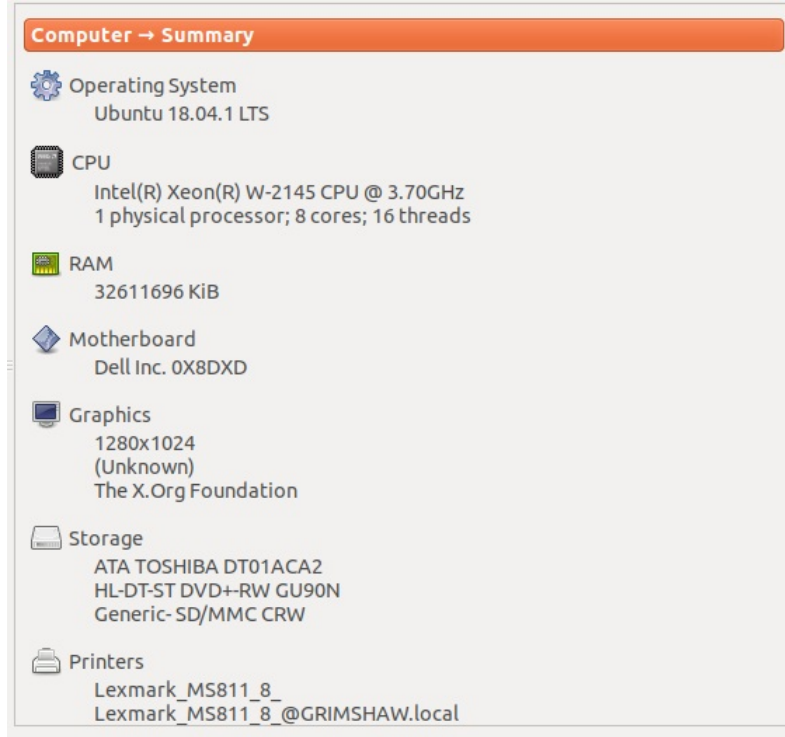 Computer → Summary
Operating System
Ubuntu 18.04.1 LTS
CPU
Intel(R) Xeon(R) W-2145 CPU @ 3.70GHz
1 physical processor; 8 cores; 16 threads
RAM
32611696 KiB
Motherboard
Dell Inc. 0X8DXD
Graphics
1280x1024
(Unknown)
The X.Org Foundation
Storage
ATA TOSHIBA DT01ACA2
HL-DT-ST DVD+-RW GU90N
Generic- SD/MMC CRW
Printers
Lexmark_MS811_8_
Lexmark_MS811_8_@GRIMSHAW.local